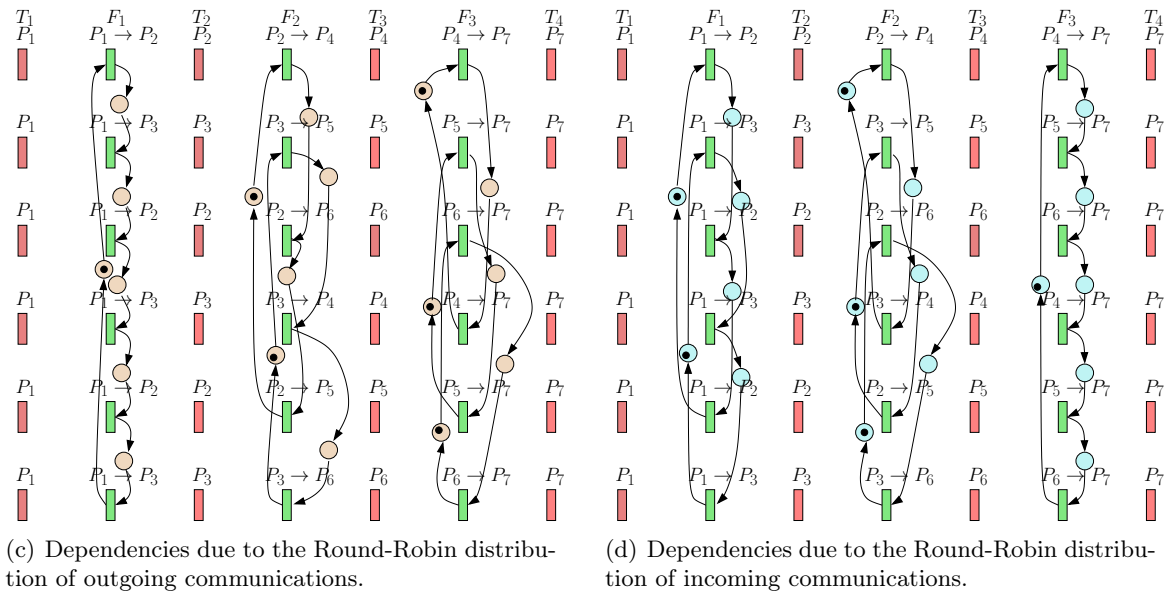 T₁ F₁ T₂ F₂ T₃ F₃ T₄
P₁ P₁ → P₂ P₂ P₂ → P₄ P₄ P₄ → P₇ P₇
P₁ P₁ → P₃ P₃ P₃ → P₅ P₅ P₅ → P₇ P₇
P₁ P₁ → P₂ P₂ P₂ → P₆ P₆ P₆ → P₇ P₇
P₁ P₁ → P₃ P₃ P₃ → P₄ P₄ P₄ → P₇ P₇
P₁ P₁ → P₂ P₂ P₂ → P₅ P₅ P₅ → P₇ P₇
P₁ P₁ → P₃ P₃ P₃ → P₆ P₆ P₆ → P₇ P₇
(c) Dependencies due to the Round-Robin distribu-
tion of outgoing communications.
T₁ F₁ T₂ F₂ T₃ F₃ T₄
P₁ P₁ → P₂ P₂ P₂ → P₄ P₄ P₄ → P₇ P₇
P₁ P₁ → P₃ P₃ P₃ → P₅ P₅ P₅ → P₇ P₇
P₁ P₁ → P₂ P₂ P₂ → P₆ P₆ P₆ → P₇ P₇
P₁ P₁ → P₃ P₃ P₃ → P₄ P₄ P₄ → P₇ P₇
P₁ P₁ → P₂ P₂ P₂ → P₅ P₅ P₅ → P₇ P₇
P₁ P₁ → P₃ P₃ P₃ → P₆ P₆ P₆ → P₇ P₇
(d) Dependencies due to the Round-Robin distribu-
tion of incoming communications.